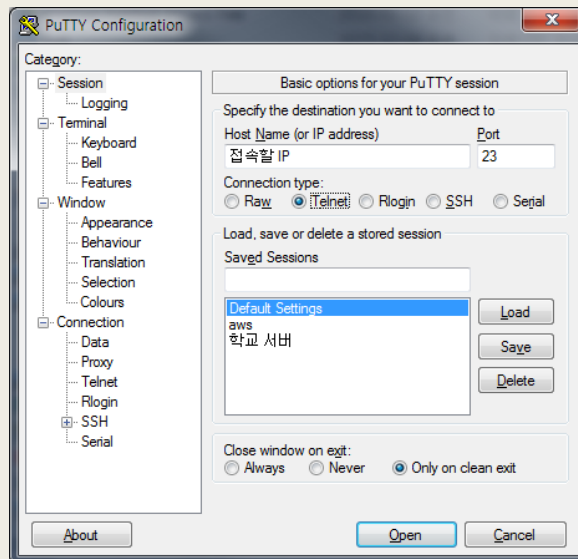 PuTTY Configuration
Category:
Session
Logging
Terminal
Keyboard
Bell
Features
Window
Appearance
Behaviour
Translation
Selection
Colours
Connection
Data
Proxy
Telnet
Rlogin
SSH
Serial
Basic options for your PuTTY session
Specify the destination you want to connect to
Host Name (or IP address) Port
접속할 IP 23
Connection type:
Raw Telnet Rlogin SSH Serial
Load, save or delete a stored session
Saved Sessions
Default Settings
aws
학교 서버
Load
Save
Delete
Close window on exit:
Always Never Only on clean exit
About Open Cancel